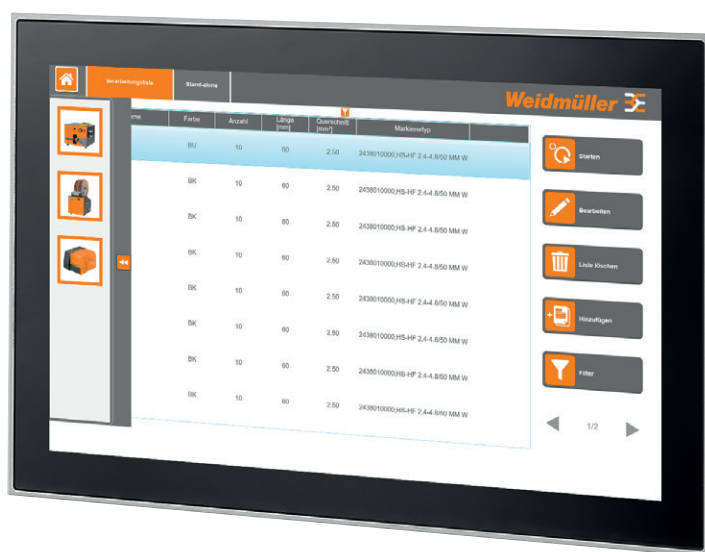 Verarbeitungsliste
Stand-alone
Weidmüller
Farbe Anzahl Länge [mm] Querschnitt [mm²] Markierertyp
BU 10 60 2.50 2438010000;HS-HF 2.4-4.8/50 MM W
BK 10 60 2.50 2438010000;HS-HF 2.4-4.8/50 MM W
BK 10 60 2.50 2438010000;HS-HF 2.4-4.8/50 MM W
BK 10 60 2.50 2438010000;HS-HF 2.4-4.8/50 MM W
BK 10 60 2.50 2438010000;HS-HF 2.4-4.8/50 MM W
BK 10 60 2.50 2438010000;HS-HF 2.4-4.8/50 MM W
BK 10 60 2.50 2438010000;HS-HF 2.4-4.8/50 MM W
BK 10 60 2.50 2438010000;HS-HF 2.4-4.8/50 MM W
Starten
Bearbeiten
Liste löschen
Hinzufügen
Filter
1/2